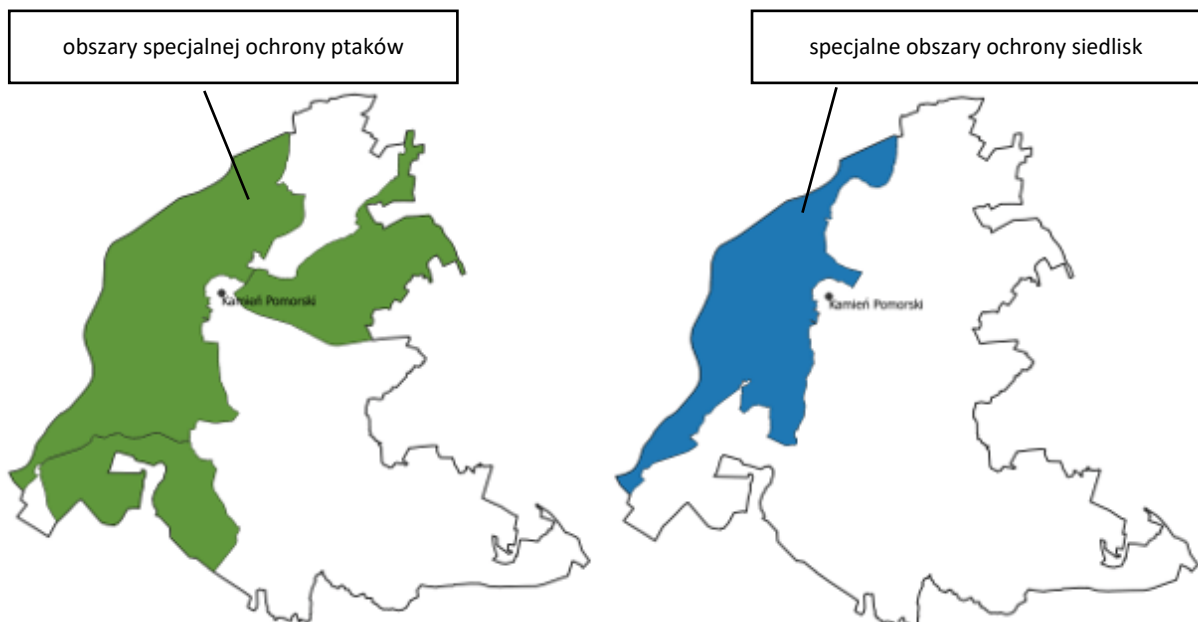 obszary specjalnej ochrony ptaków
specjalne obszary ochrony siedlisk
Kamień Pomorski
Kamień Pomorski